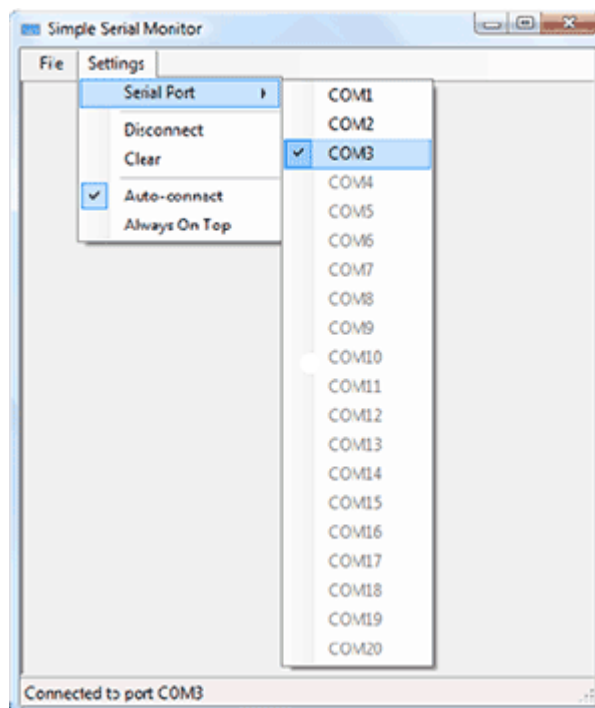 Simple Serial Monitor
File Settings
Serial Port
Disconnect
Clear
Auto-connect
Always On Top
COM1
COM2
COM3
COM4
COM5
COM6
COM7
COM8
COM9
COM10
COM11
COM12
COM13
COM14
COM15
COM16
COM17
COM18
COM19
COM20
Connected to port COM3